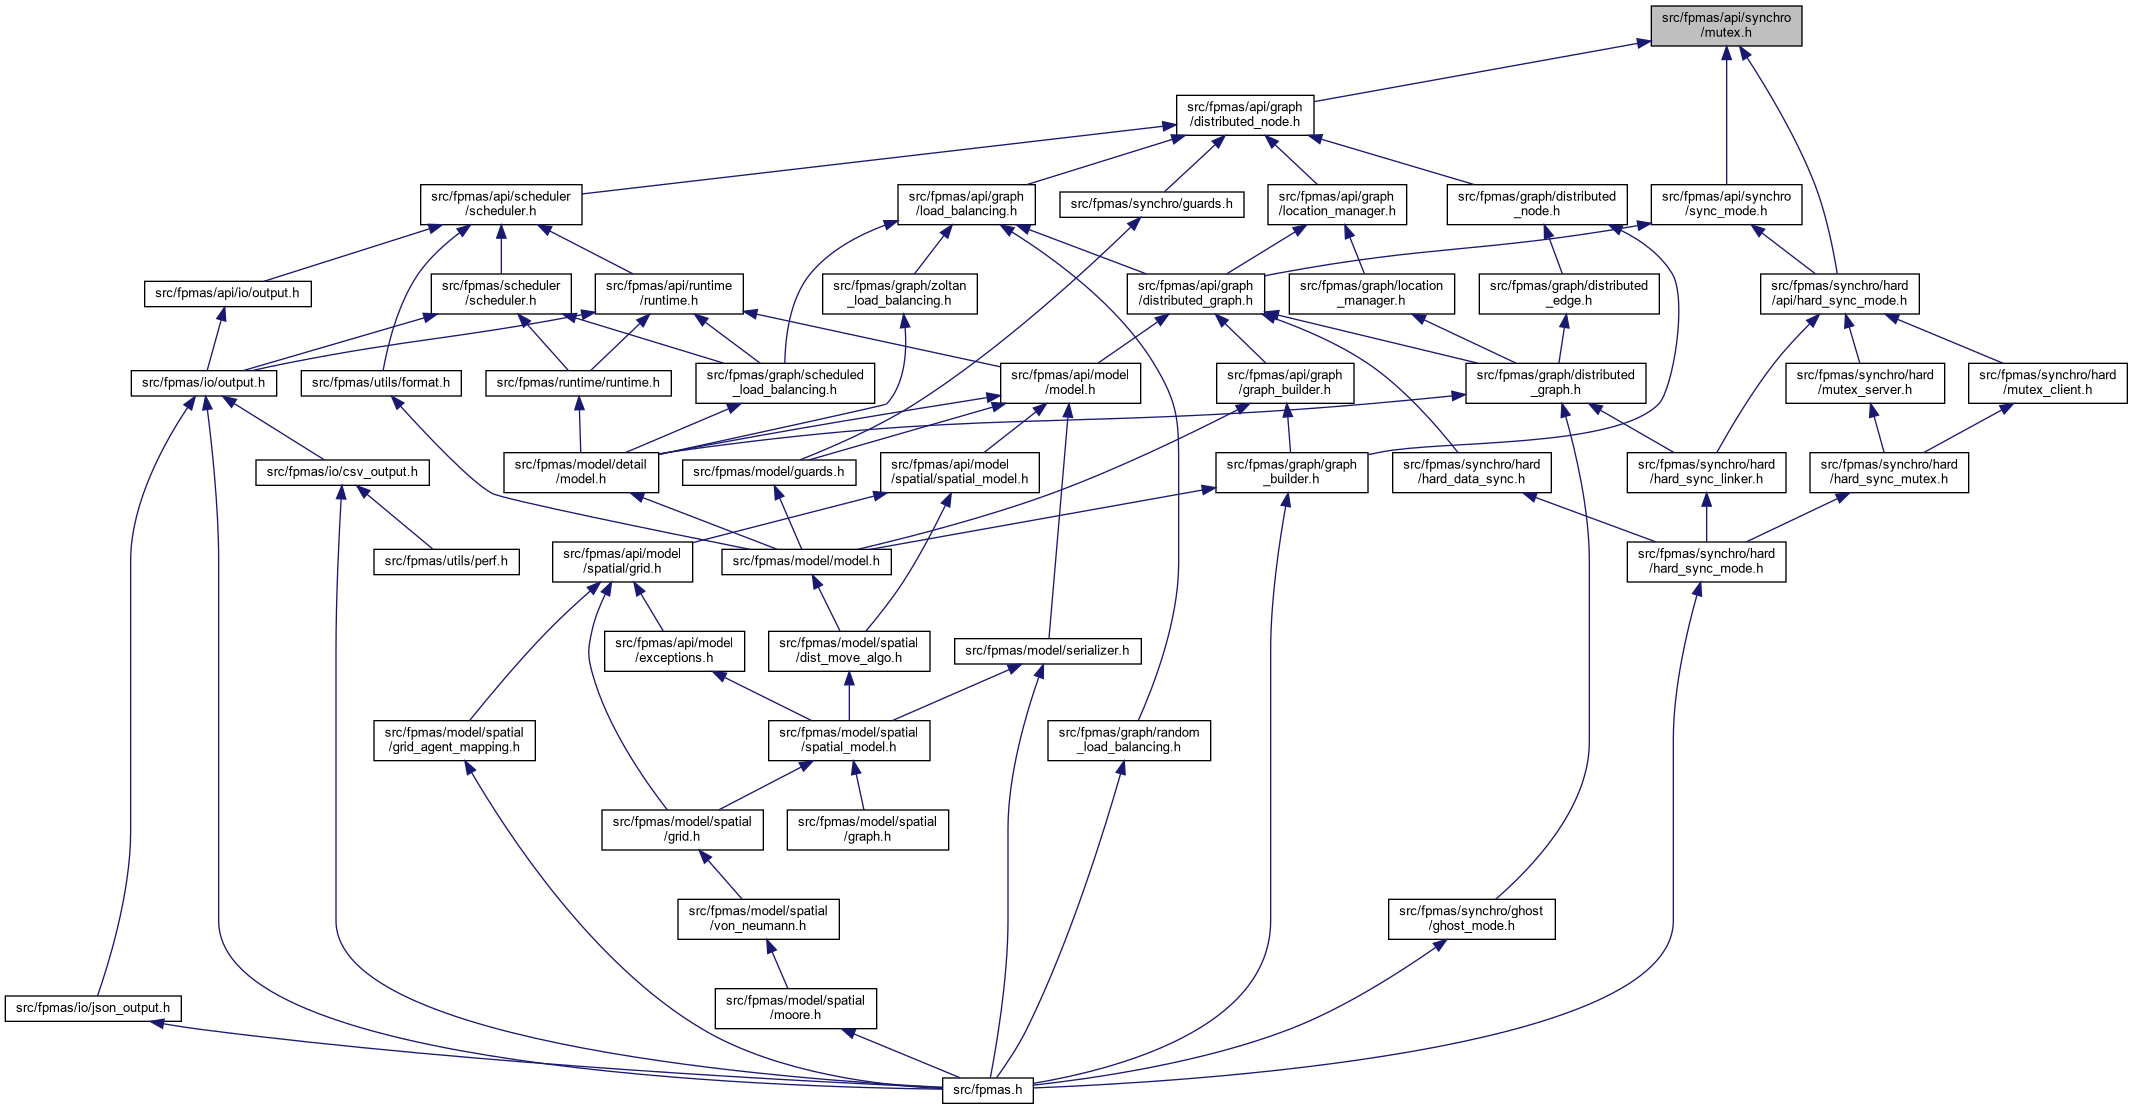 src/fpmas/api/synchro
/mutex.h
src/fpmas/api/graph
/distributed_node.h
src/fpmas/api/scheduler
/scheduler.h
src/fpmas/api/graph
/load_balancing.h
src/fpmas/synchro/guards.h
src/fpmas/api/graph
/location_manager.h
src/fpmas/graph/distributed
_node.h
src/fpmas/api/synchro
/sync_mode.h
src/fpmas/api/io/output.h
src/fpmas/scheduler
/scheduler.h
src/fpmas/api/runtime
/runtime.h
src/fpmas/graph/zoltan
_load_balancing.h
src/fpmas/api/graph
/distributed_graph.h
src/fpmas/graph/location
_manager.h
src/fpmas/graph/distributed
_edge.h
src/fpmas/synchro/hard
/api/hard_sync_mode.h
src/fpmas/io/output.h
src/fpmas/utils/format.h
src/fpmas/runtime/runtime.h
src/fpmas/graph/scheduled
_load_balancing.h
src/fpmas/api/model
/model.h
src/fpmas/api/graph
/graph_builder.h
src/fpmas/graph/distributed
_graph.h
src/fpmas/synchro/hard
/mutex_server.h
src/fpmas/synchro/hard
/mutex_client.h
src/fpmas/io/csv_output.h
src/fpmas/model/detail
/model.h
src/fpmas/model/guards.h
src/fpmas/api/model
/spatial/spatial_model.h
src/fpmas/graph/graph
_builder.h
src/fpmas/synchro/hard
/hard_data_sync.h
src/fpmas/synchro/hard
/hard_sync_linker.h
src/fpmas/synchro/hard
/hard_sync_mutex.h
src/fpmas/utils/perf.h
src/fpmas/api/model
/spatial/grid.h
src/fpmas/model/model.h
src/fpmas/synchro/hard
/hard_sync_mode.h
src/fpmas/api/model
/exceptions.h
src/fpmas/model/spatial
/dist_move_algo.h
src/fpmas/model/serializer.h
src/fpmas/model/spatial
/grid_agent_mapping.h
src/fpmas/model/spatial
/spatial_model.h
src/fpmas/graph/random
_load_balancing.h
src/fpmas/model/spatial
/grid.h
src/fpmas/model/spatial
/graph.h
src/fpmas/model/spatial
/von_neumann.h
src/fpmas/synchro/ghost
/ghost_mode.h
src/fpmas/io/json_output.h
src/fpmas/model/spatial
/moore.h
src/fpmas.h